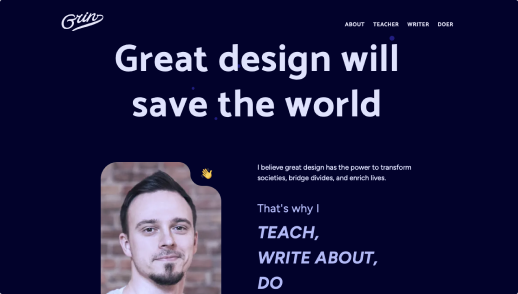 Grin
ABOUT TEACHER WRITER DOER
Great design will
save the world
I believe great design has the power to transform
societies, bridge divides, and enrich lives.
That's why I
TEACH,
WRITE ABOUT,
DO